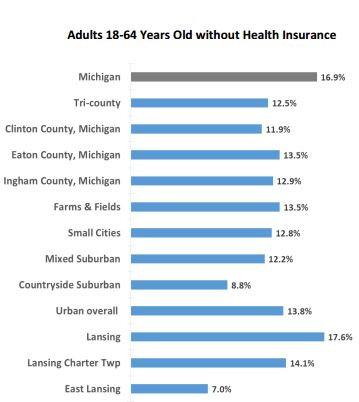 Adults 18-64 Years Old without Health Insurance
Michigan 16.9%
Tri-county 12.5%
Clinton County, Michigan 11.9%
Eaton County, Michigan 13.5%
Ingham County, Michigan 12.9%
Farms & Fields 13.5%
Small Cities 12.8%
Mixed Suburban 12.2%
Countryside Suburban 8.8%
Urban overall 13.8%
Lansing 17.6%
Lansing Charter Twp 14.1%
East Lansing 7.0%